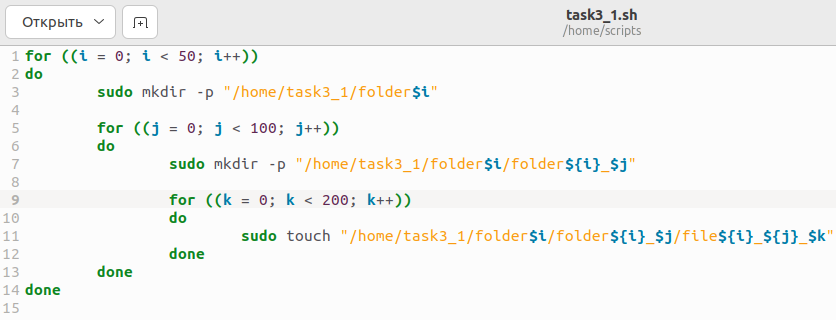 Открыть
task3_1.sh
/home/scripts
1 for ((i = 0; i < 50; i++))
2 do
3         sudo mkdir -p "/home/task3_1/folder$i"
4
5         for ((j = 0; j < 100; j++))
6         do
7                 sudo mkdir -p "/home/task3_1/folder$i/folder${i}_$j"
8
9                 for ((k = 0; k < 200; k++))
10                 do
11                         sudo touch "/home/task3_1/folder$i/folder${i}_$j/file${i}_${j}_$k"
12                 done
13         done
14 done
15